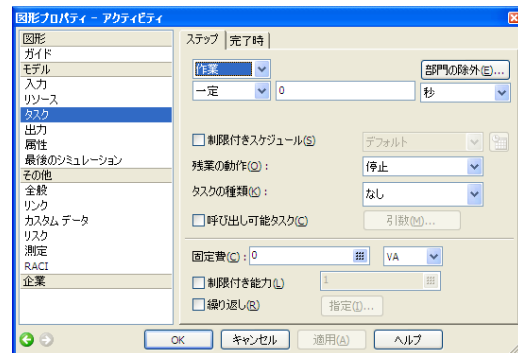 図形プロパティ - アクティビティ
図形
ガイド
モデル
入力
リソース
タスク
出力
属性
最後のシミュレーション
その他
全般
リンク
カスタム データ
リスク
測定
RACI
企業
ステップ 完了時
作業 部門の除外(E)...
一定 0 秒
制限付きスケジュール(S) デフォルト
残業の動作(O): 停止
タスクの種類(K): なし
呼び出し可能タスク(C) 引数(M)...
固定費(C): 0 VA
制限付き能力(L) 1
繰り返し(R) 指定(I)...
OK キャンセル 適用(A) ヘルプ